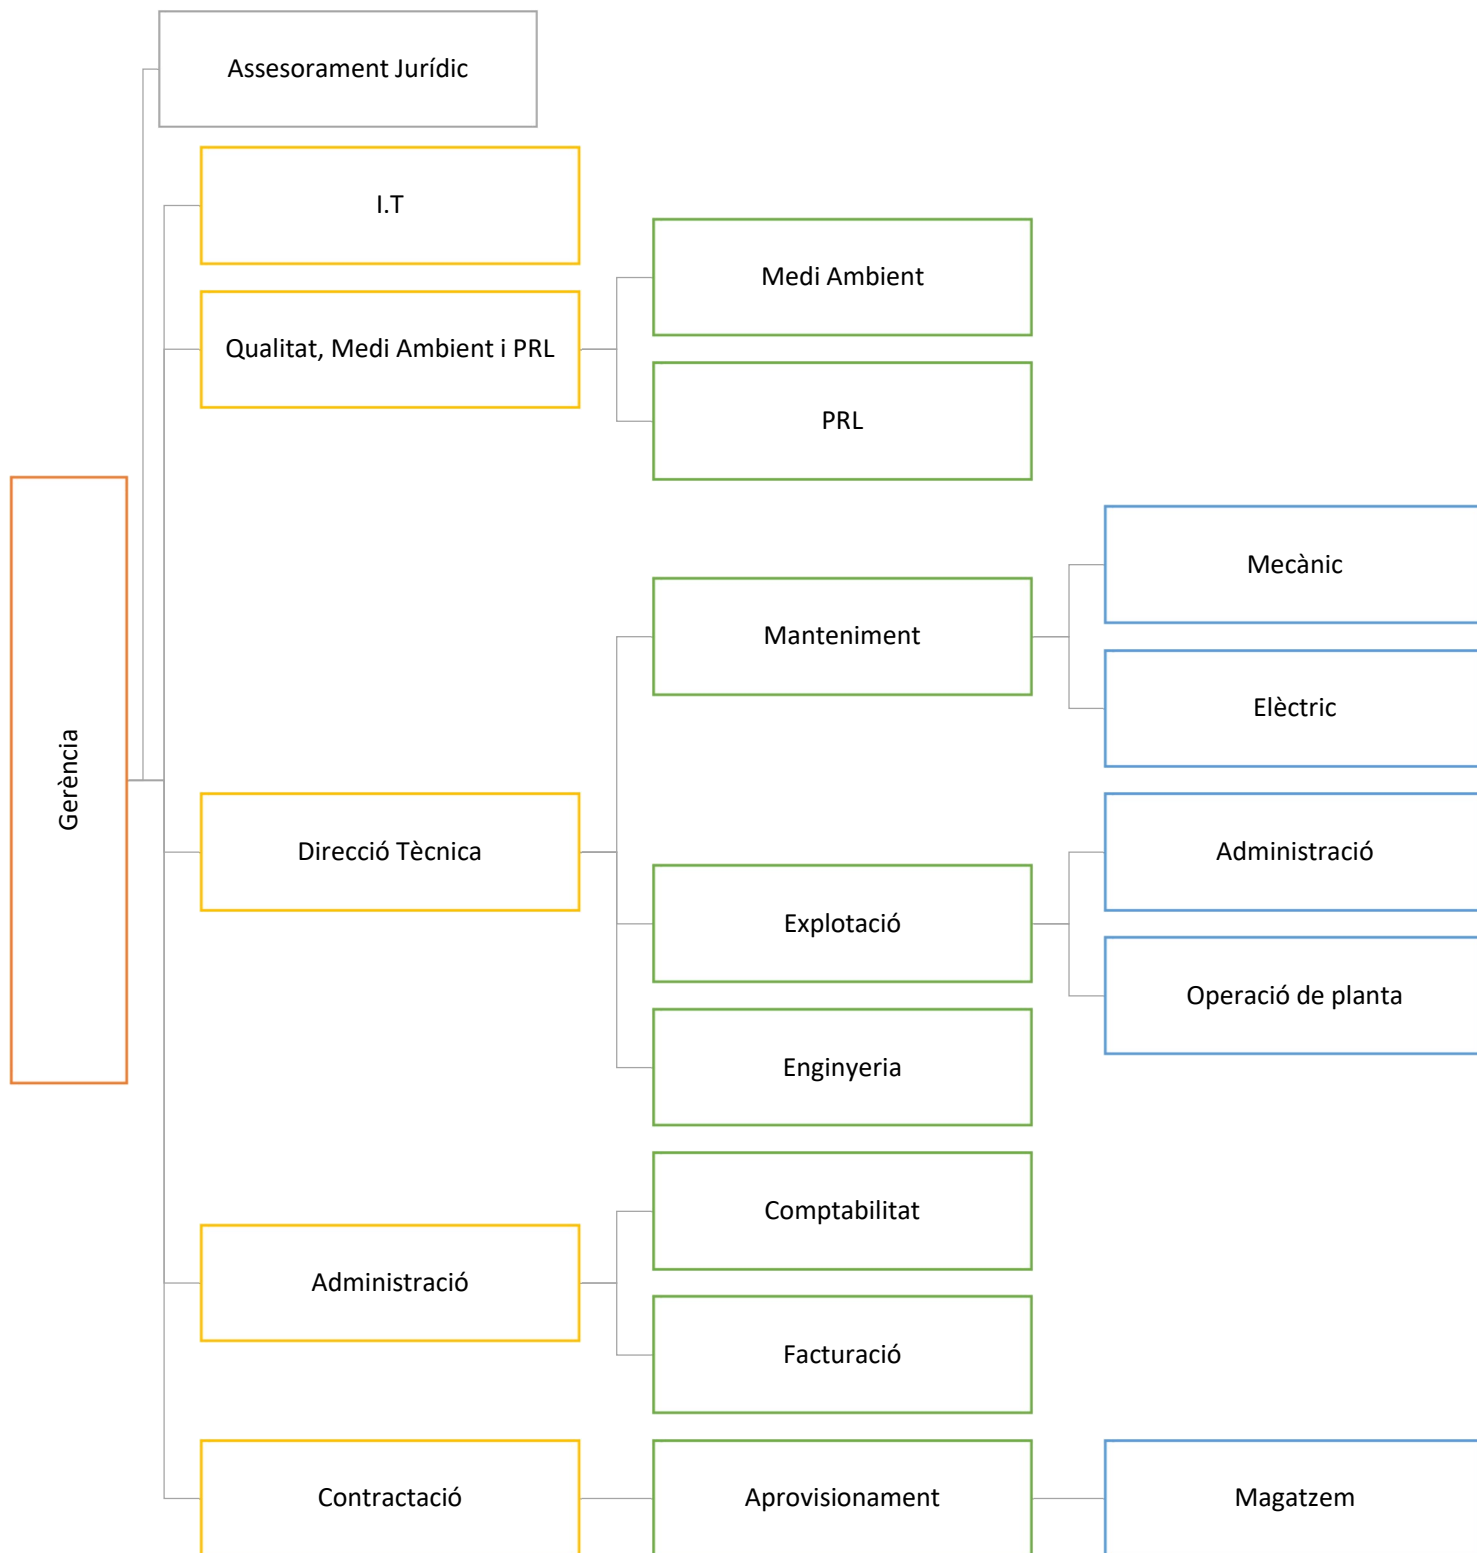 Assesorament Jurídic
I.T
Medi Ambient
Qualitat, Medi Ambient i PRL
PRL
Mecànic
Manteniment
Elèctric
Gerència
Direcció Tècnica
Administració
Explotació
Operació de planta
Enginyeria
Comptabilitat
Administració
Facturació
Contractació
Aprovisionament
Magatzem